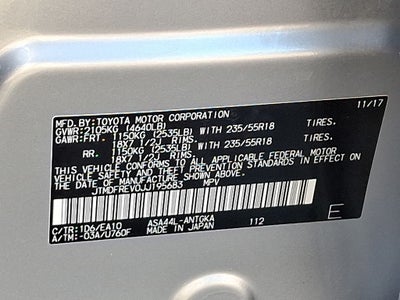 MFD.BY:TOYOTA MOTOR CORPORATION 11/17
GVWR:2105KG (4640LB)
GAWR:FRT. 1150KG (2535LB) WITH 235/55R18 TIRES.
18X7 1/2J RIMS.
RR. 1150KG (2535LB) WITH 235/55R18 TIRES.
18X7 1/2J RIMS.
THIS VEHICLE CONFORMS TO ALL APPLICABLE FEDERAL MOTOR
VEHICLE SAFETY AND BUMPER STANDARDS IN EFFECT ON THE
DATE OF MANUFACTURE SHOWN ABOVE.
JTMDFREV0JJ195683 MPV
C/TR:1D6/EA10 ASA44L-ANTGKA 112 E
A/TM:-03A/U760F MADE IN JAPAN